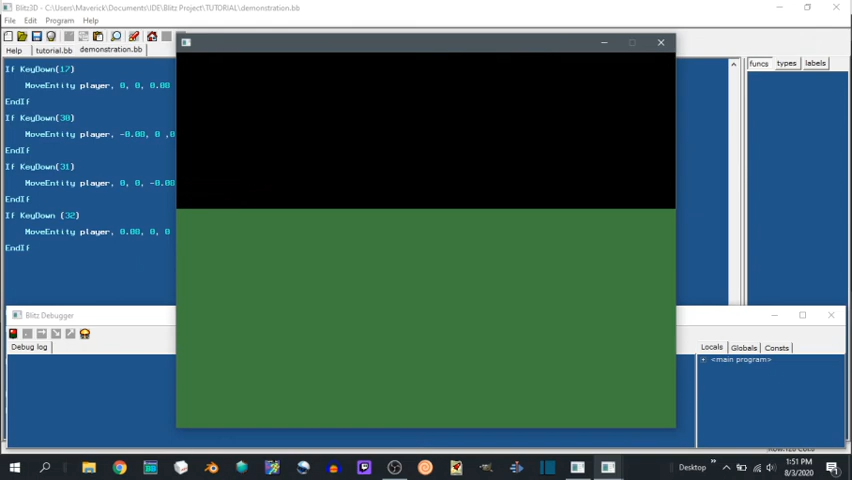 Blitz3D - C:\Users\Maverick\Documents\IDE\Blitz Project\TUTORIAL\demonstration.bb
File Edit Program Help
Help tutorial.bb demonstration.bb
funcs types labels
If KeyDown(17)
MoveEntity player, 0, 0, 0.08
EndIf
If KeyDown(30)
MoveEntity player, -0.08, 0 ,0
EndIf
If KeyDown(31)
MoveEntity player, 0, 0, -0.08
EndIf
If KeyDown (32)
MoveEntity player, 0.08, 0, 0
EndIf
Blitz Debugger
Debug log
Locals Globals Consts
<main program>
Desktop
1:51 PM
8/3/2020